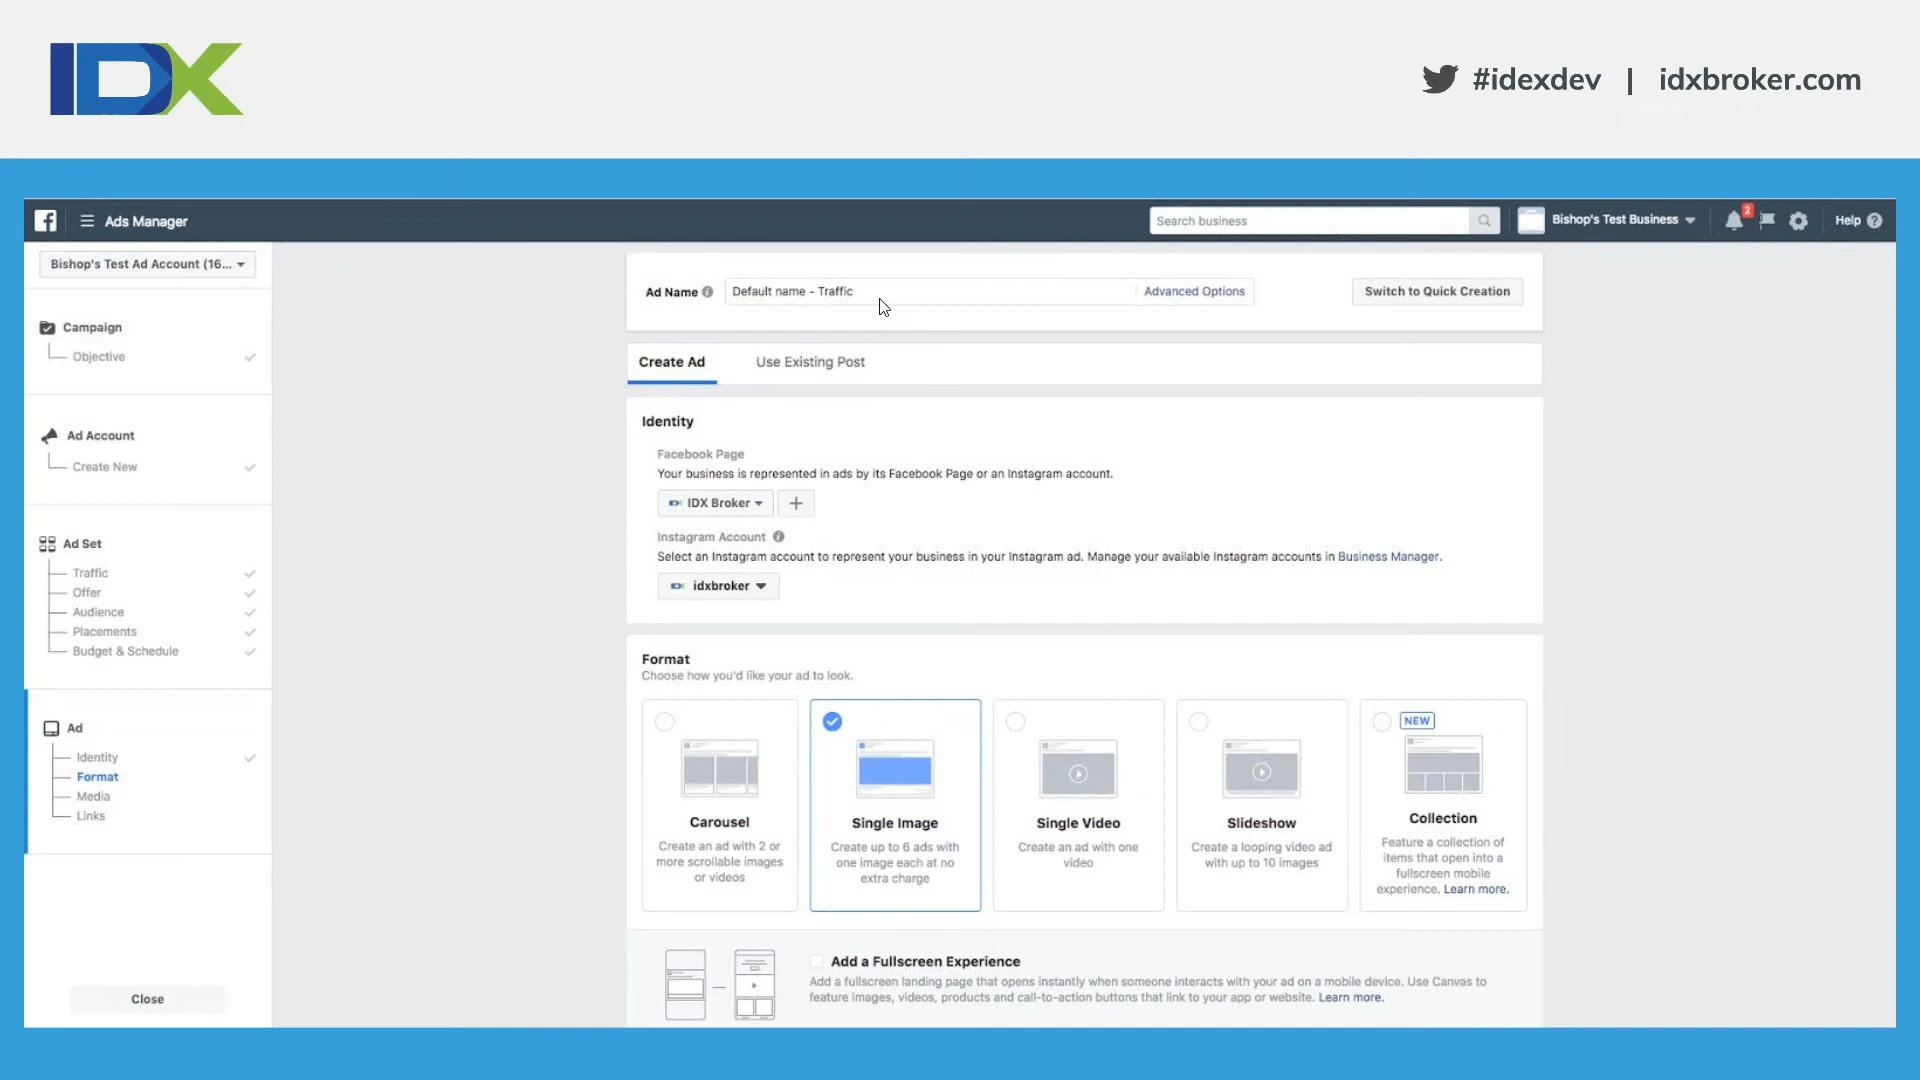 IDX
#idexdev | idxbroker.com
Ads Manager
Search business
Bishop's Test Business
2
Help
Bishop's Test Ad Account (16...
Ad Name
Default name - Traffic
Advanced Options
Switch to Quick Creation
Campaign
Objective
Create Ad
Use Existing Post
Ad Account
Create New
Identity
Facebook Page
Your business is represented in ads by its Facebook Page or an Instagram account.
IDX Broker
Instagram Account
Select an Instagram account to represent your business in your Instagram ad. Manage your available Instagram accounts in Business Manager.
idxbroker
Ad Set
Traffic
Offer
Audience
Placements
Budget & Schedule
Format
Choose how you'd like your ad to look.
Ad
Identity
Format
Media
Links
Carousel
Create an ad with 2 or
more scrollable images
or videos
Single Image
Create up to 6 ads with
one image each at no
extra charge
Single Video
Create an ad with one
video
Slideshow
Create a looping video ad
with up to 10 images
NEW
Collection
Feature a collection of
items that open into a
fullscreen mobile
experience. Learn more.
Add a Fullscreen Experience
Add a fullscreen landing page that opens instantly when someone interacts with your ad on a mobile device. Use Canvas to
feature images, videos, products and call-to-action buttons that link to your app or website. Learn more.
Close